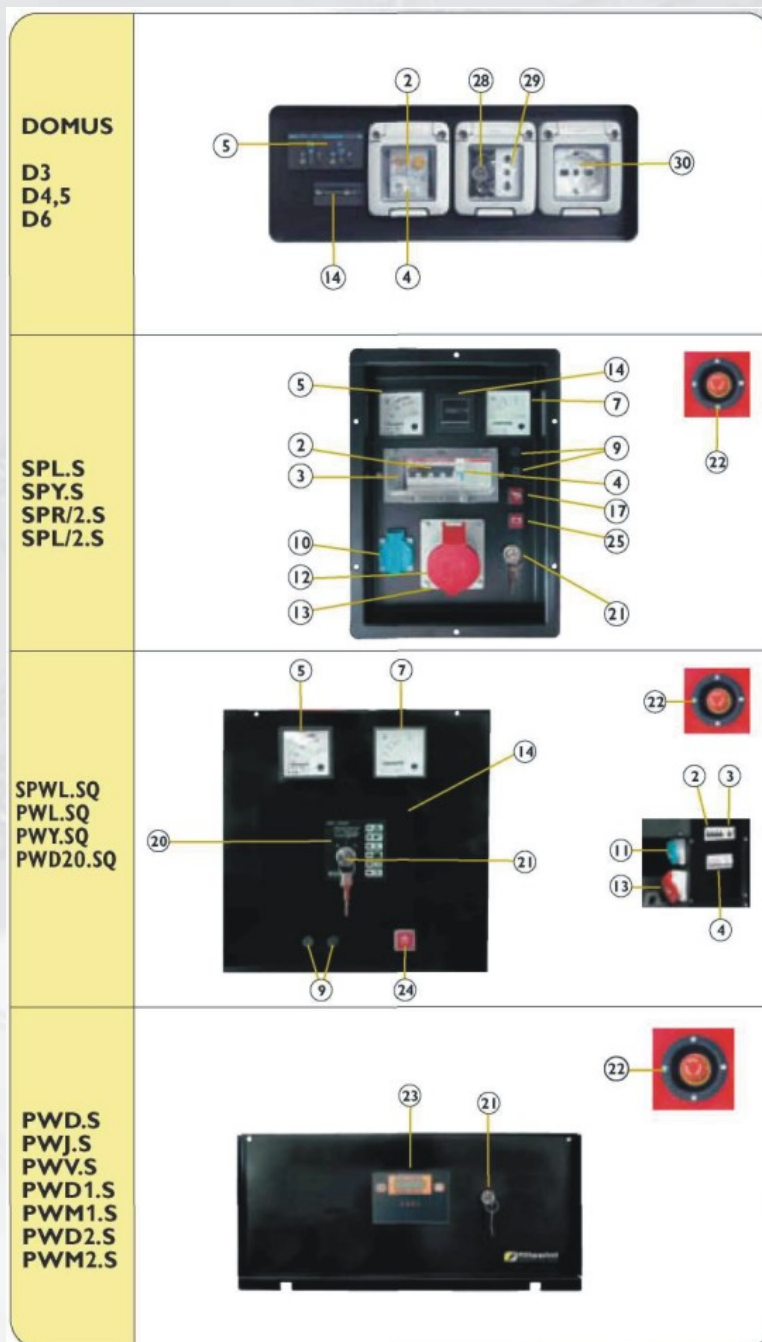 DOMUS
D3
D4,5
D6
2
28
29
5
30
14
4
SPL.S
SPY.S
SPR/2.S
SPL/2.S
5
14
7
2
9
3
4
17
10
25
12
13
21
22
SPWL.SQ
PWL.SQ
PWY.SQ
PWD20.SQ
5
7
14
20
21
9
24
22
2
3
11
13
4
PWD.S
PWJ.S
PWV.S
PWD1.S
PWM1.S
PWD2.S
PWM2.S
22
23
21